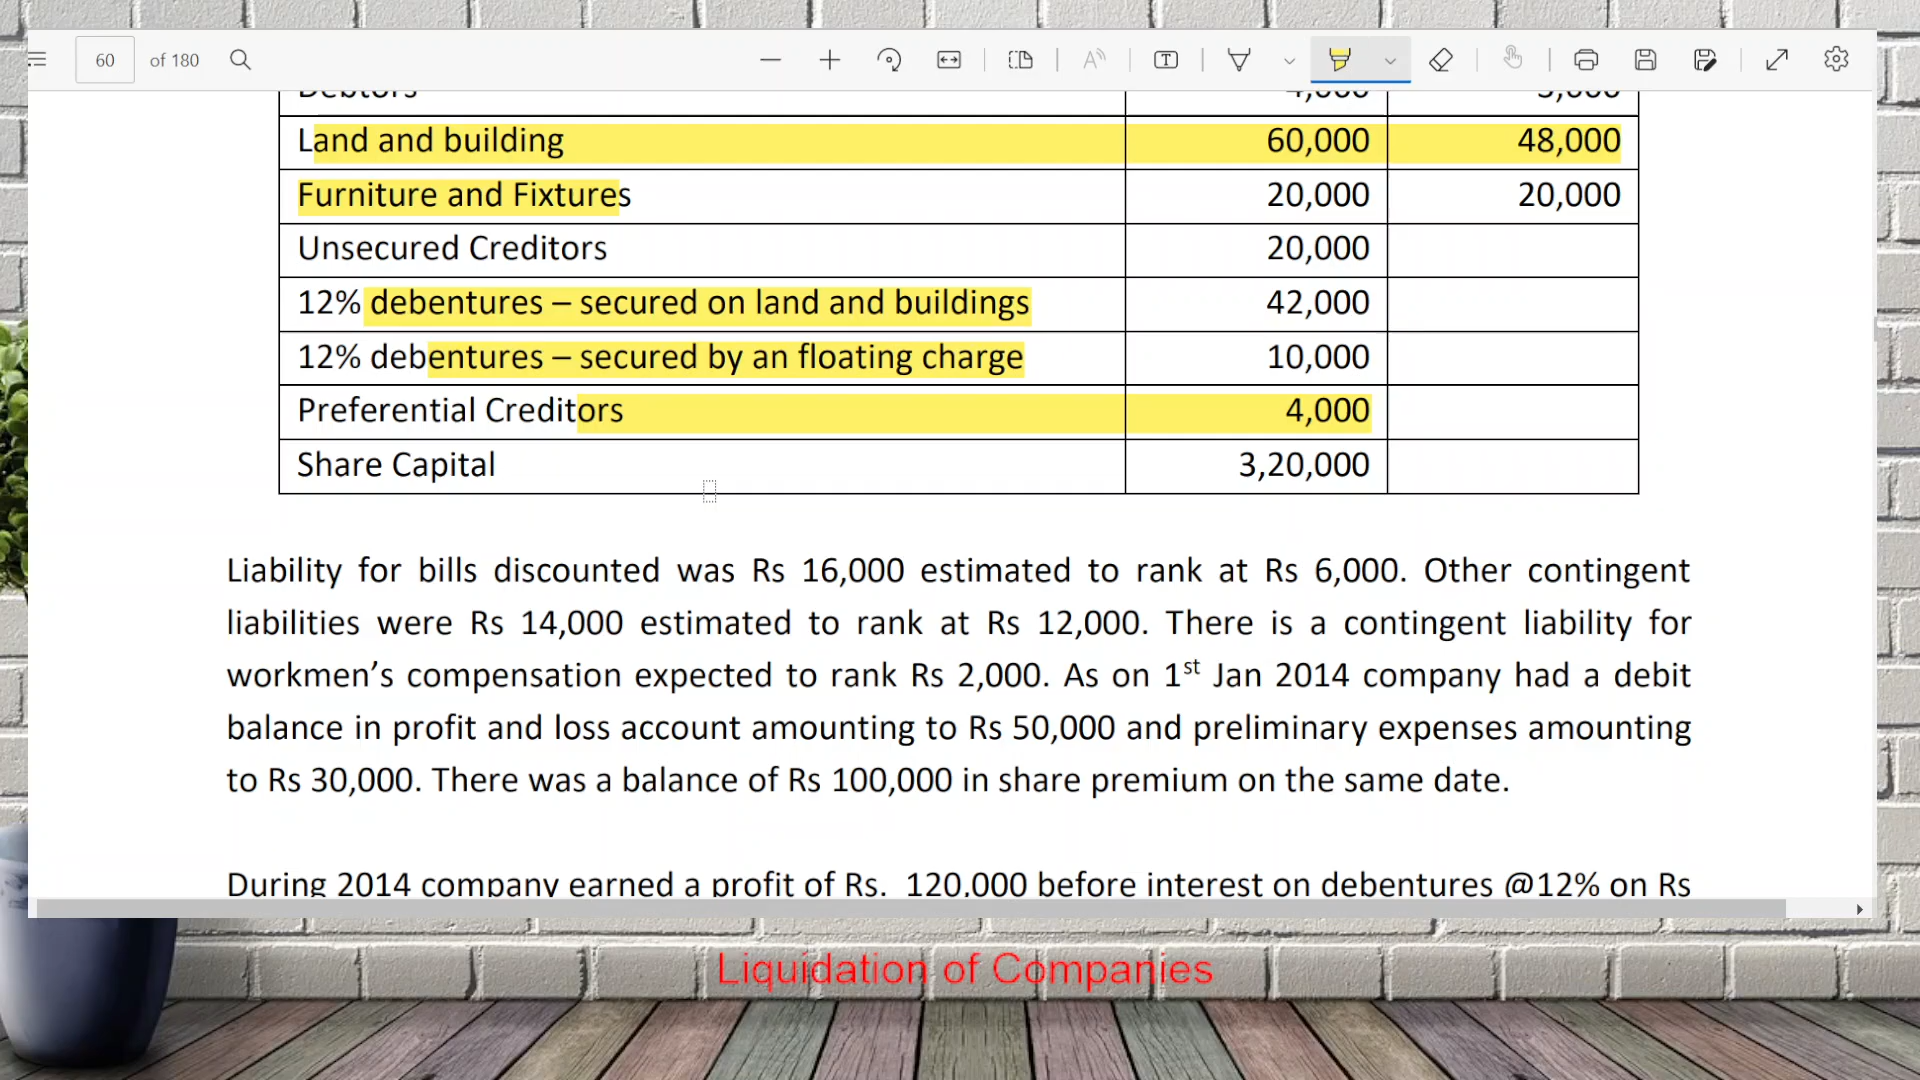 60 of 180
Debtors 4,000 3,000
Land and building 60,000 48,000
Furniture and Fixtures 20,000 20,000
Unsecured Creditors 20,000
12% debentures – secured on land and buildings 42,000
12% debentures – secured by an floating charge 10,000
Preferential Creditors 4,000
Share Capital 3,20,000
Liability for bills discounted was Rs 16,000 estimated to rank at Rs 6,000. Other contingent
liabilities were Rs 14,000 estimated to rank at Rs 12,000. There is a contingent liability for
workmen’s compensation expected to rank Rs 2,000. As on 1st Jan 2014 company had a debit
balance in profit and loss account amounting to Rs 50,000 and preliminary expenses amounting
to Rs 30,000. There was a balance of Rs 100,000 in share premium on the same date.
During 2014 company earned a profit of Rs. 120,000 before interest on debentures @12% on Rs
Liquidation of Companies